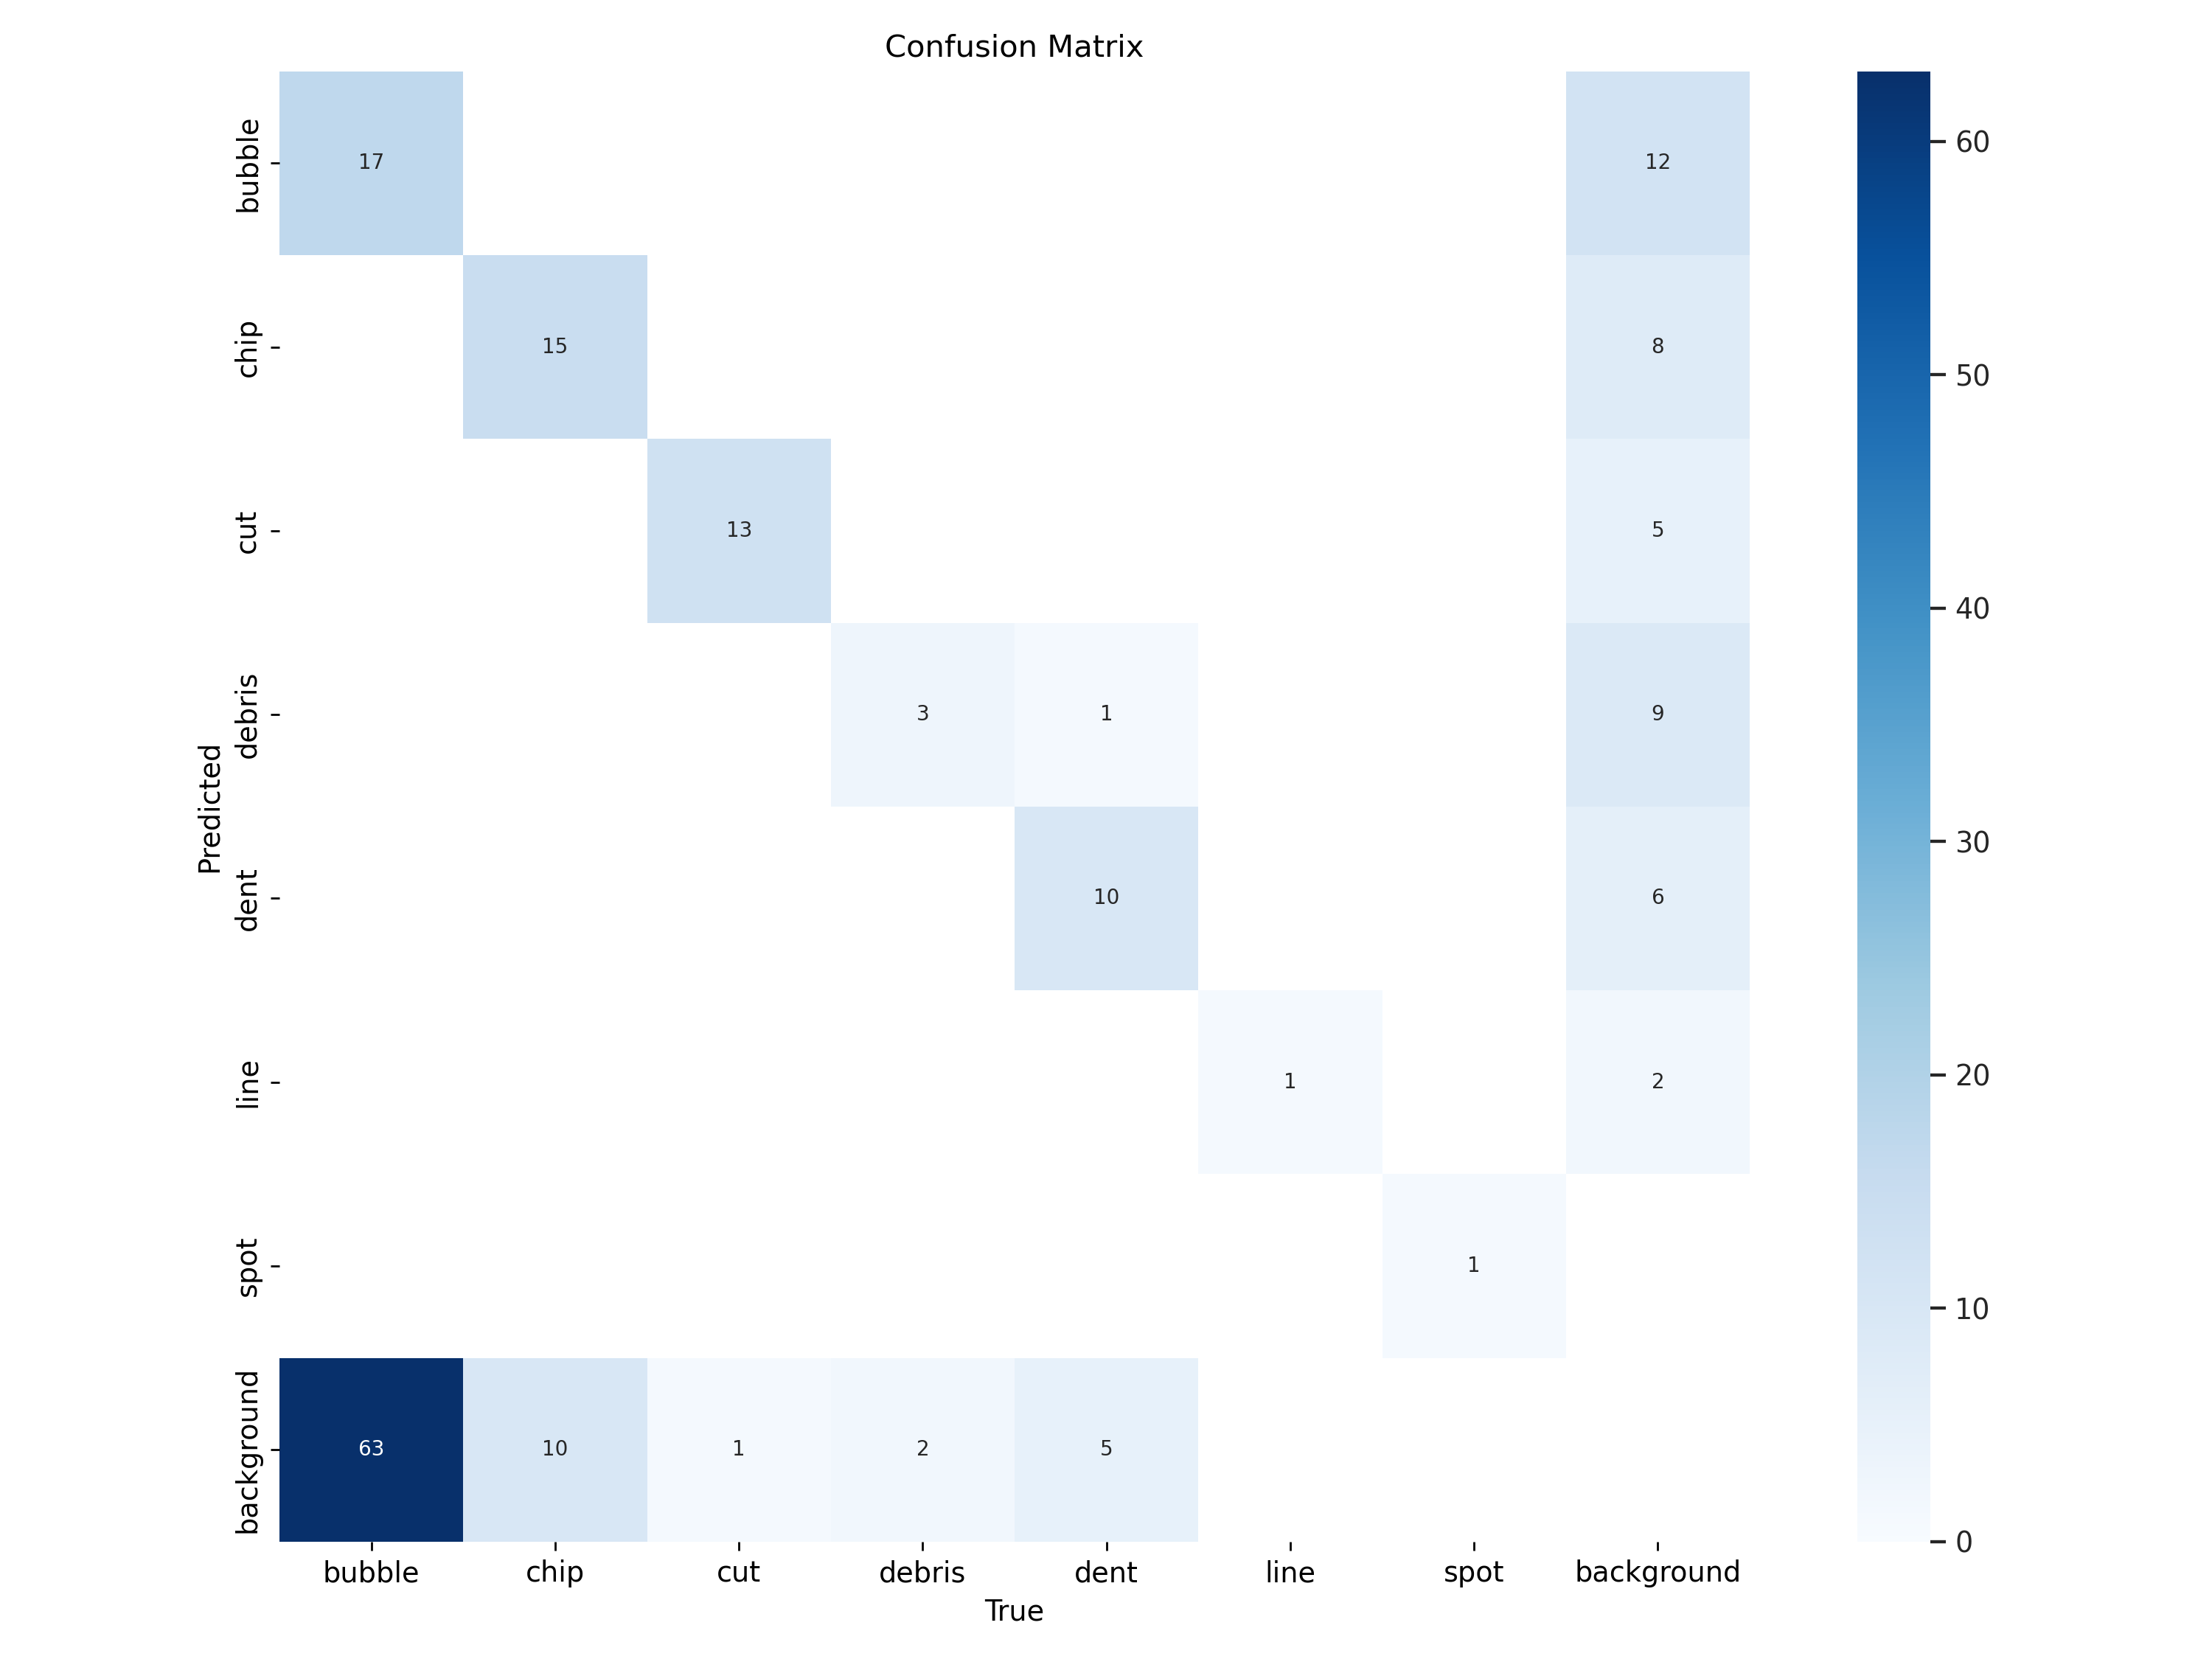 Confusion Matrix
bubble 17 12
chip 15 8
cut 13 5
debris 3 1 9
dent 10 6
line 1 2
spot 1
background 63 10 1 2 5
bubble chip cut debris dent line spot background
True
Predicted
60
50
40
30
20
10
0